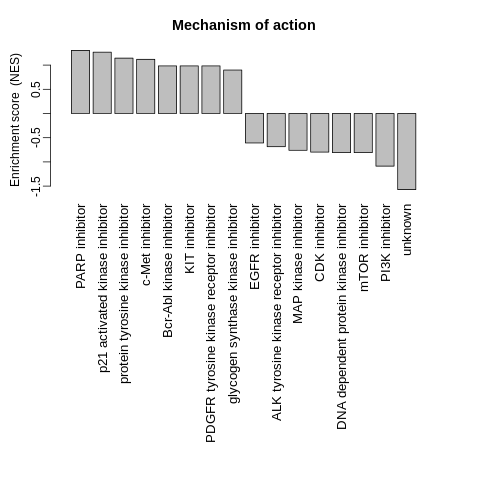 Mechanism of action
Enrichment score (NES)
0.5
-0.5
-1.5
PARP inhibitor
p21 activated kinase inhibitor
protein tyrosine kinase inhibitor
c-Met inhibitor
Bcr-Abl kinase inhibitor
KIT inhibitor
PDGFR tyrosine kinase receptor inhibitor
glycogen synthase kinase inhibitor
EGFR inhibitor
ALK tyrosine kinase receptor inhibitor
MAP kinase inhibitor
CDK inhibitor
DNA dependent protein kinase inhibitor
mTOR inhibitor
PI3K inhibitor
unknown